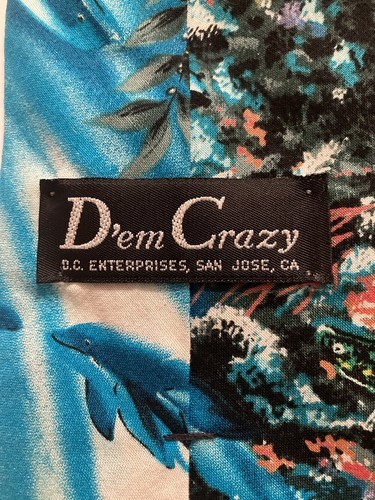 D'em Crazy
D.C. ENTERPRISES, SAN JOSE, CA